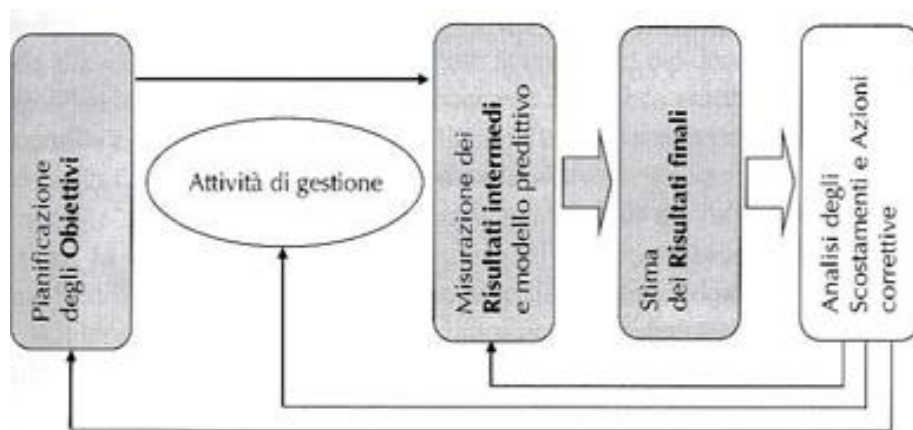 Pianificazione
degli Obiettivi
Attività di gestione
Misurazione dei
Risultati intermedi
e modello predittivo
Stima
dei Risultati finali
Analisi degli
Scostamenti e Azioni
correttive